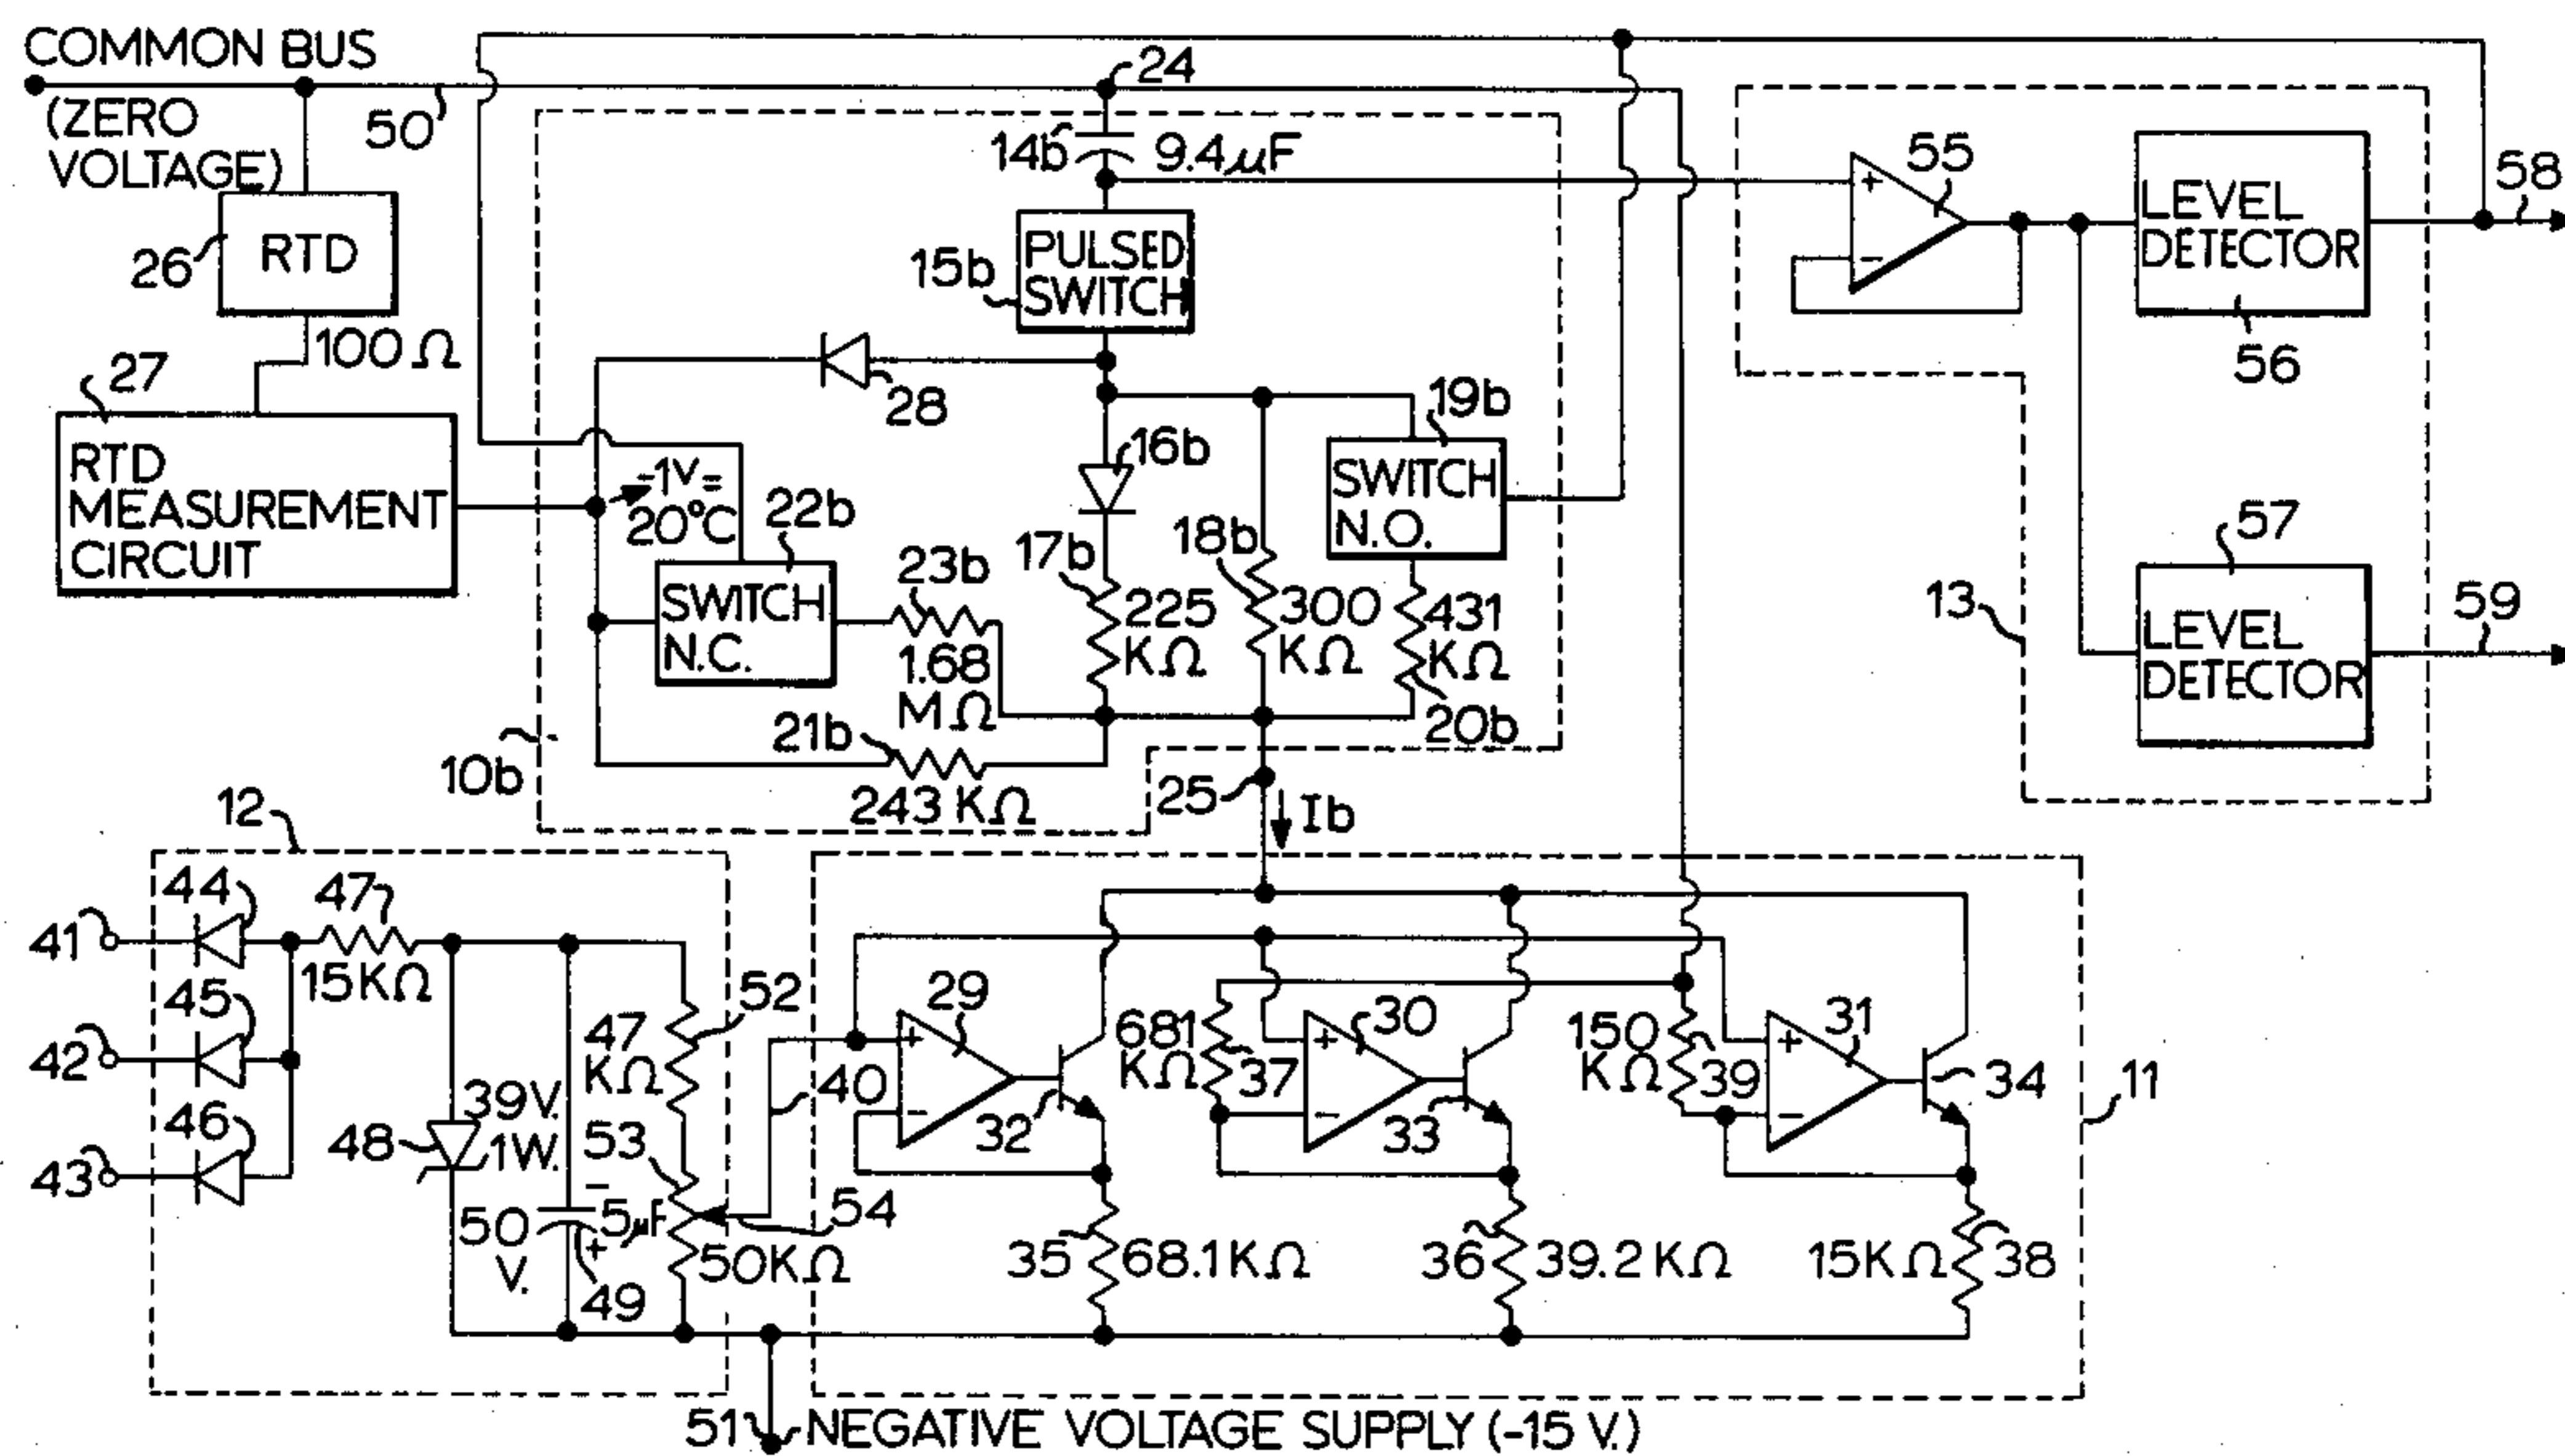 COMMON BUS
(ZERO
VOLTAGE)
50
24
14b
9.4μF
26
RTD
100 Ω
27
RTD
MEASUREMENT
CIRCUIT
15b
PULSED
SWITCH
28
-1V=
20°C
16b
17b
225
KΩ
18b
300
KΩ
19b
SWITCH
N.O.
431
KΩ
20b
22b
SWITCH
N.C.
23b
1.68
MΩ
21b
243 KΩ
10b
25
Ib
55
LEVEL
DETECTOR
56
58
57
LEVEL
DETECTOR
59
13
12
41
42
43
44
45
46
47
15KΩ
39V.
1W.
48
50
V.
5μF
49
47
KΩ
52
53
50KΩ
54
40
29
32
35
68.1KΩ
681
KΩ
37
30
33
36
39.2KΩ
150
KΩ
39
31
34
15KΩ
38
11
51
NEGATIVE VOLTAGE SUPPLY (-15 V.)